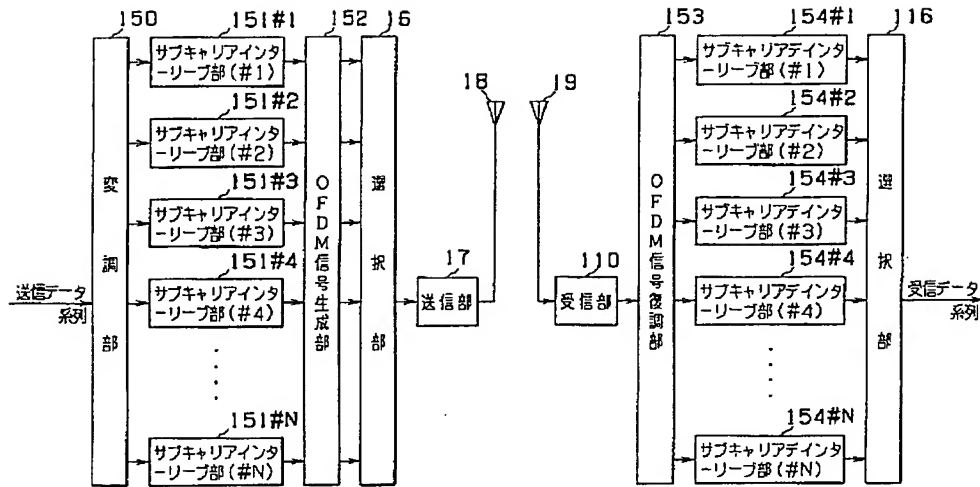 150
151#1
152
16
153
154#1
116
サブキャリアインタ
ーリーブ部(#1)
サブキャリアデインタ
ーリーブ部(#1)
18
19
151#2
154#2
サブキャリアインタ
ーリーブ部(#2)
サブキャリアデインタ
ーリーブ部(#2)
151#3
154#3
サブキャリアインタ
ーリーブ部(#3)
サブキャリアデインタ
ーリーブ部(#3)
151#4
154#4
サブキャリアインタ
ーリーブ部(#4)
サブキャリアデインタ
ーリーブ部(#4)
送信データ
系列
変調部
OFDM信号生成部
選択部
17
送信部
110
受信部
OFDM信号復調部
選択部
受信データ
系列
151#N
154#N
サブキャリアインタ
ーリーブ部(#N)
サブキャリアデインタ
ーリーブ部(#N)